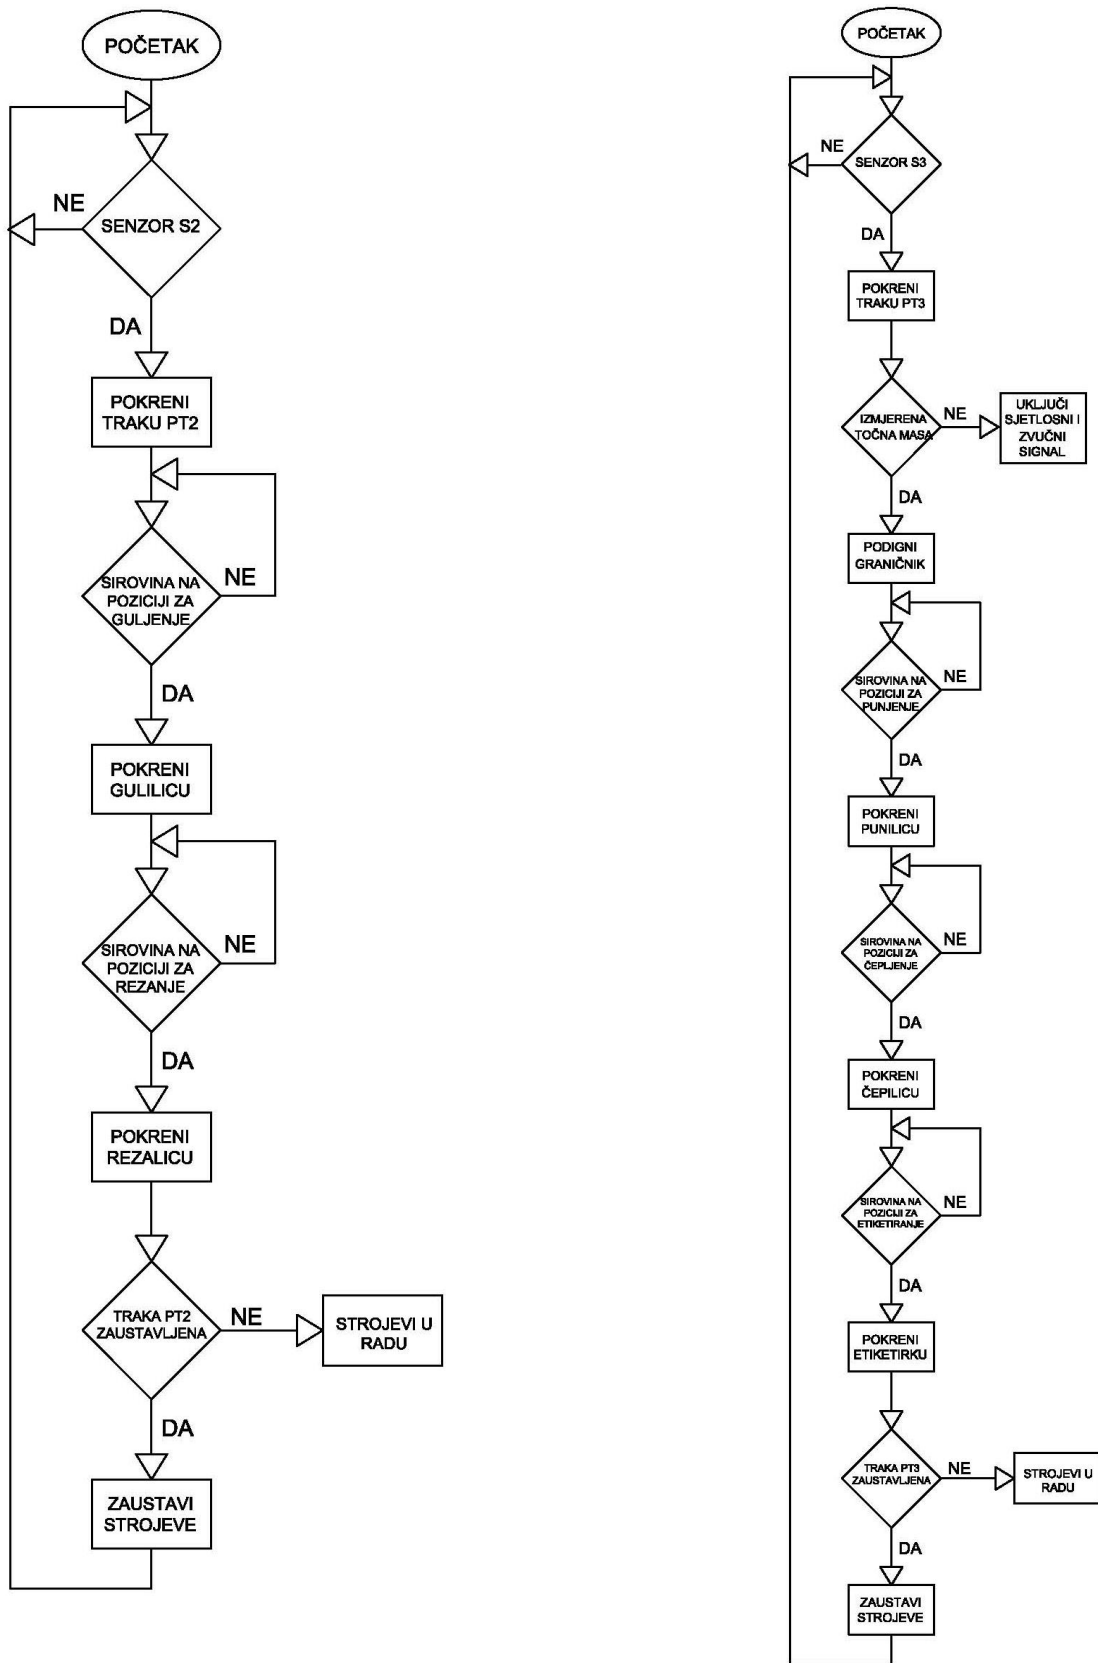 POČETAK
NE
SENZOR S2
DA
POKRENI
TRAKU PT2
SIROVINA NA
POZICIJI ZA
GULJENJE
NE
DA
POKRENI
GULILICU
SIROVINA NA
POZICIJI ZA
REZANJE
NE
DA
POKRENI
REZALICU
TRAKA PT2
ZAUSTAVLJENA
NE
STROJEVI U
RADU
DA
ZAUSTAVI
STROJEVE
POČETAK
NE
SENZOR S3
DA
POKRENI
TRAKU PT3
IZMJERENA
TOČNA MASA
NE
UKLJUČI
SJETLOSNI I
ZVUČNI
SIGNAL
DA
PODIGNI
GRANIČNIK
SIROVINA NA
POZICIJI ZA
PUNJENJE
NE
DA
POKRENI
PUNILICU
SIROVINA NA
POZICIJI ZA
ČEPLJENJE
NE
DA
POKRENI
ČEPILICU
SIROVINA NA
POZICIJI ZA
ETIKETIRANJE
NE
DA
POKRENI
ETIKETIRKU
TRAKA PT3
ZAUSTAVLJENA
NE
STROJEVI U
RADU
DA
ZAUSTAVI
STROJEVE